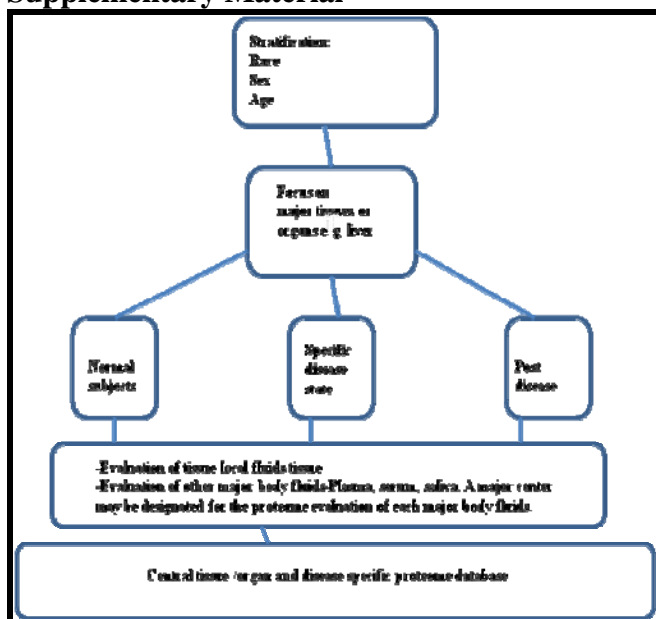 Supplementary Material
Stratification:
Race
Sex
Age
Focus on
major tissues or
organs e.g. liver
Normal
subjects
Specific
disease
state
Post
disease
-Evaluation of tissue local fluids tissue
-Evaluation of other major body fluids-Plasma, serum, saliva. A major center
may be designated for the proteome evaluation of each major body fluids.
Central tissue /organ and disease specific proteome database